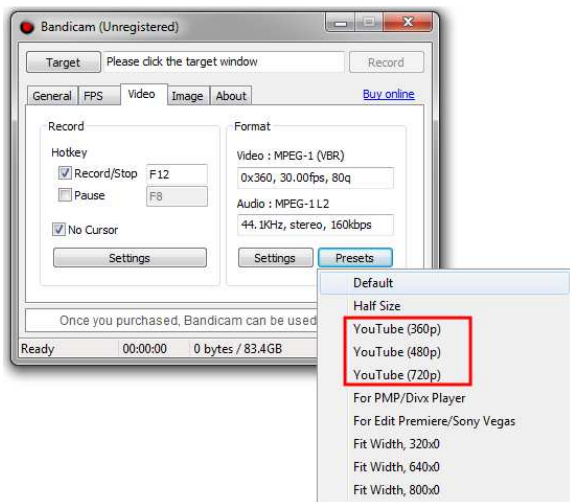 Bandicam (Unregistered)
Target Please click the target window Record
General FPS Video Image About Buy online
Record
Hotkey
Record/Stop F12
Pause F8
No Cursor
Settings
Format
Video : MPEG-1 (VBR)
0x360, 30.00fps, 80q
Audio : MPEG-1 L2
44.1KHz, stereo, 160kbps
Settings Presets
Default
Half Size
YouTube (360p)
YouTube (480p)
YouTube (720p)
For PMP/Divx Player
For Edit Premiere/Sony Vegas
Fit Width, 320x0
Fit Width, 640x0
Fit Width, 800x0
Once you purchased, Bandicam can be used
Ready 00:00:00 0 bytes / 83.4GB